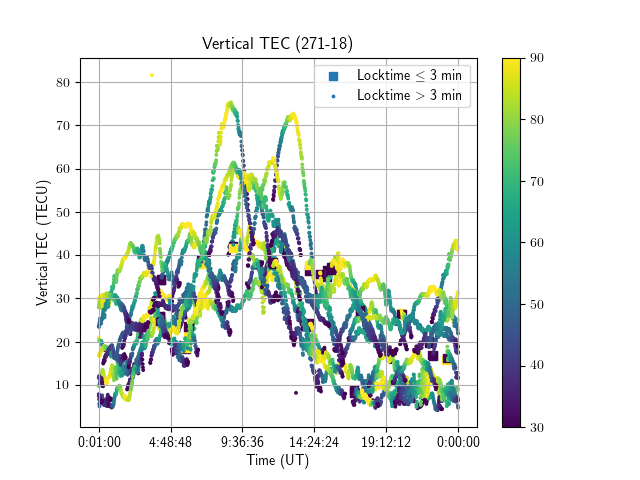 Vertical TEC (271-18)
Locktime ≤ 3 min
Locktime > 3 min
Vertical TEC (TECU)
80
70
60
50
40
30
20
10
0:01:00 4:48:48 9:36:36 14:24:24 19:12:12 0:00:00
Time (UT)
90
80
70
60
50
40
30